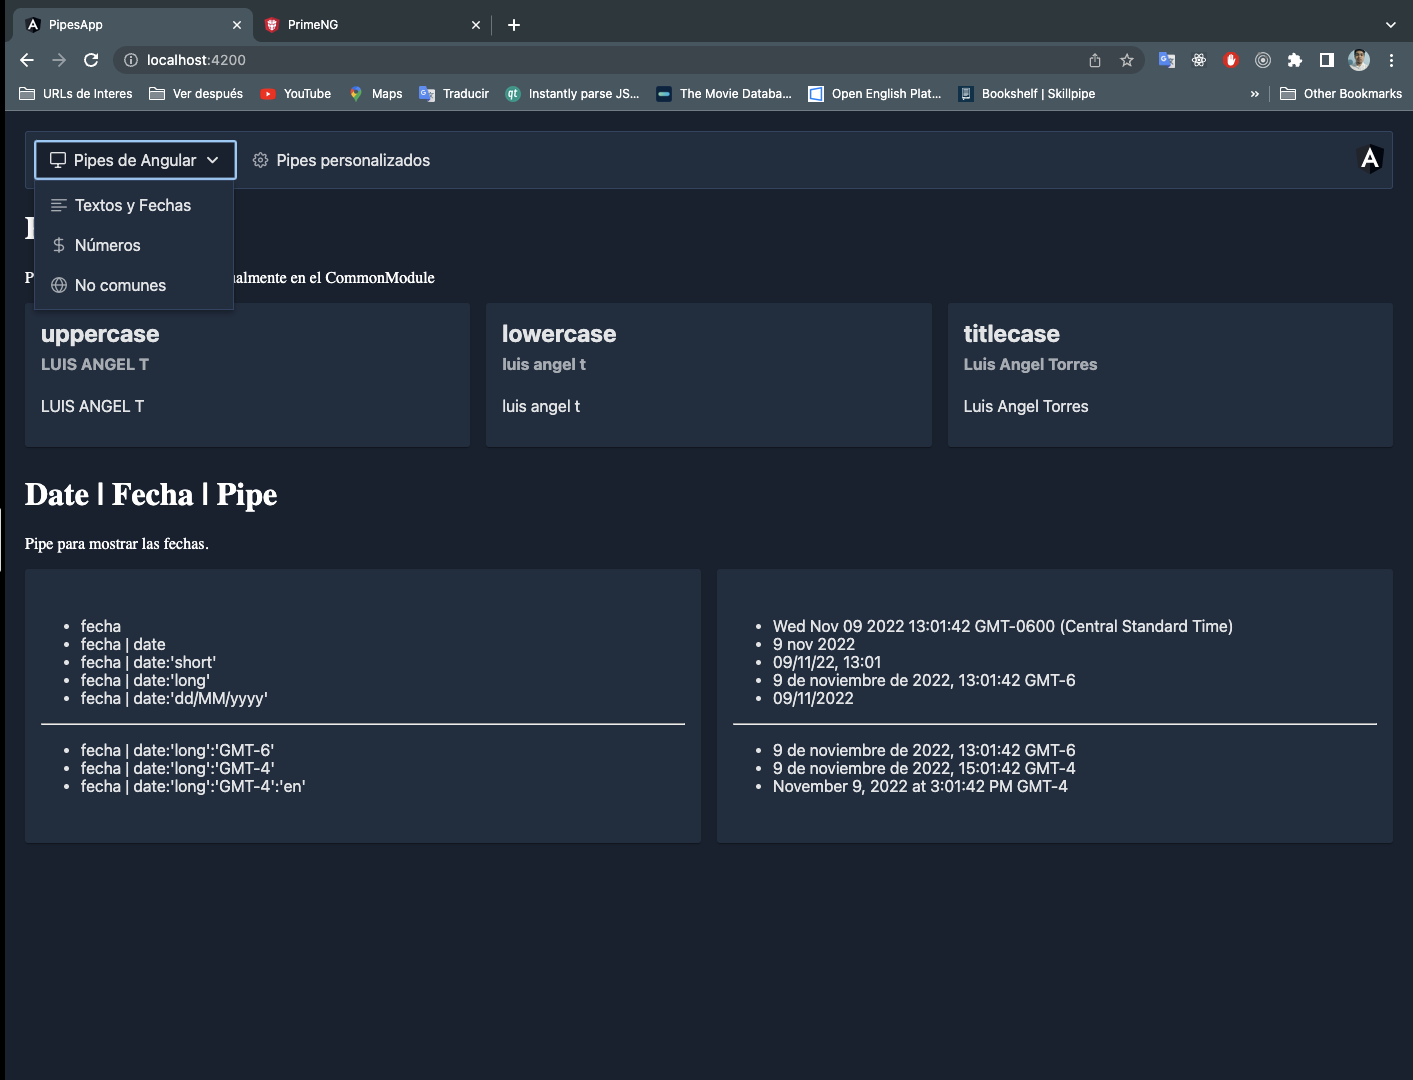 PipesApp
PrimeNG
localhost:4200
URLs de Interes
Ver después
YouTube
Maps
Traducir
Instantly parse JS...
The Movie Databa...
Open English Plat...
Bookshelf | Skillpipe
»
Other Bookmarks
Pipes de Angular
Pipes personalizados
Textos y Fechas
Números
No comunes
P ualmente en el CommonModule
uppercase
LUIS ANGEL T
LUIS ANGEL T
lowercase
luis angel t
luis angel t
titlecase
Luis Angel Torres
Luis Angel Torres
Date | Fecha | Pipe
Pipe para mostrar las fechas.
fecha
fecha | date
fecha | date:'short'
fecha | date:'long'
fecha | date:'dd/MM/yyyy'
fecha | date:'long':'GMT-6'
fecha | date:'long':'GMT-4'
fecha | date:'long':'GMT-4':'en'
Wed Nov 09 2022 13:01:42 GMT-0600 (Central Standard Time)
9 nov 2022
09/11/22, 13:01
9 de noviembre de 2022, 13:01:42 GMT-6
09/11/2022
9 de noviembre de 2022, 13:01:42 GMT-6
9 de noviembre de 2022, 15:01:42 GMT-4
November 9, 2022 at 3:01:42 PM GMT-4